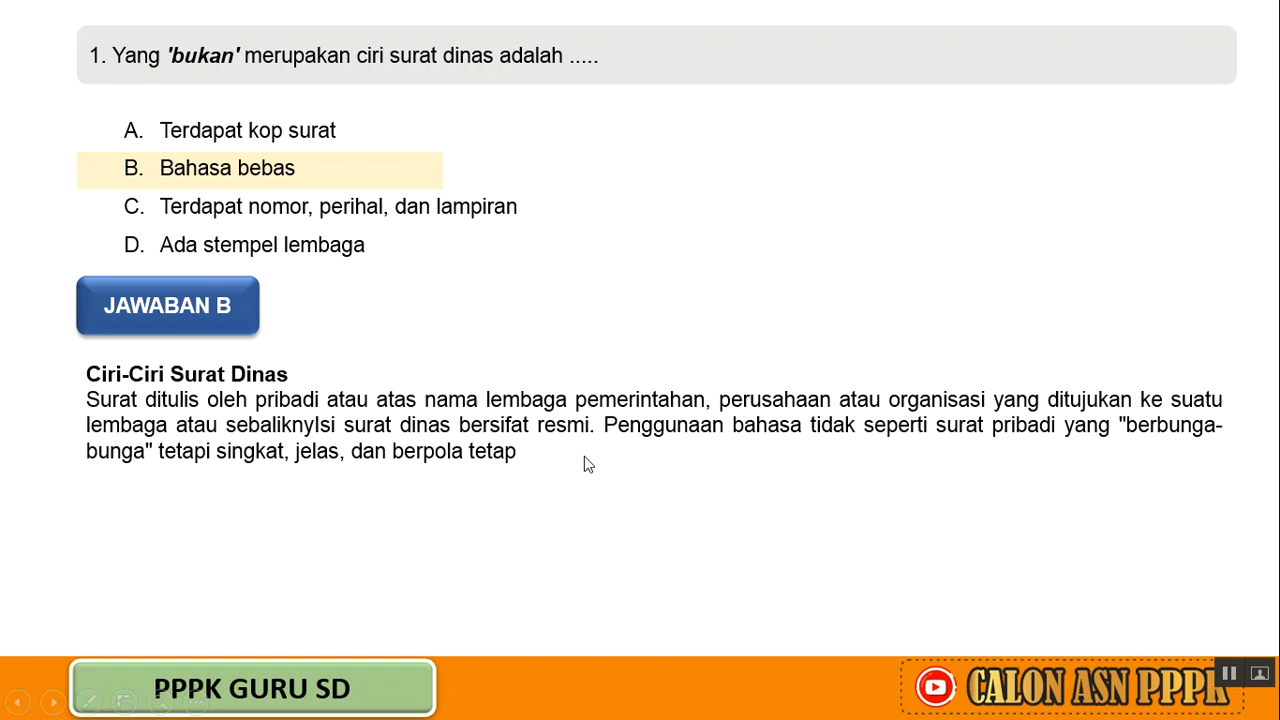 1. Yang 'bukan' merupakan ciri surat dinas adalah .....
A. Terdapat kop surat
B. Bahasa bebas
C. Terdapat nomor, perihal, dan lampiran
D. Ada stempel lembaga
JAWABAN B
Ciri-Ciri Surat Dinas
Surat ditulis oleh pribadi atau atas nama lembaga pemerintahan, perusahaan atau organisasi yang ditujukan ke suatu
lembaga atau sebaliknyIsi surat dinas bersifat resmi. Penggunaan bahasa tidak seperti surat pribadi yang "berbunga-
bunga" tetapi singkat, jelas, dan berpola tetap
PPPK GURU SD
CALON ASN PPPK